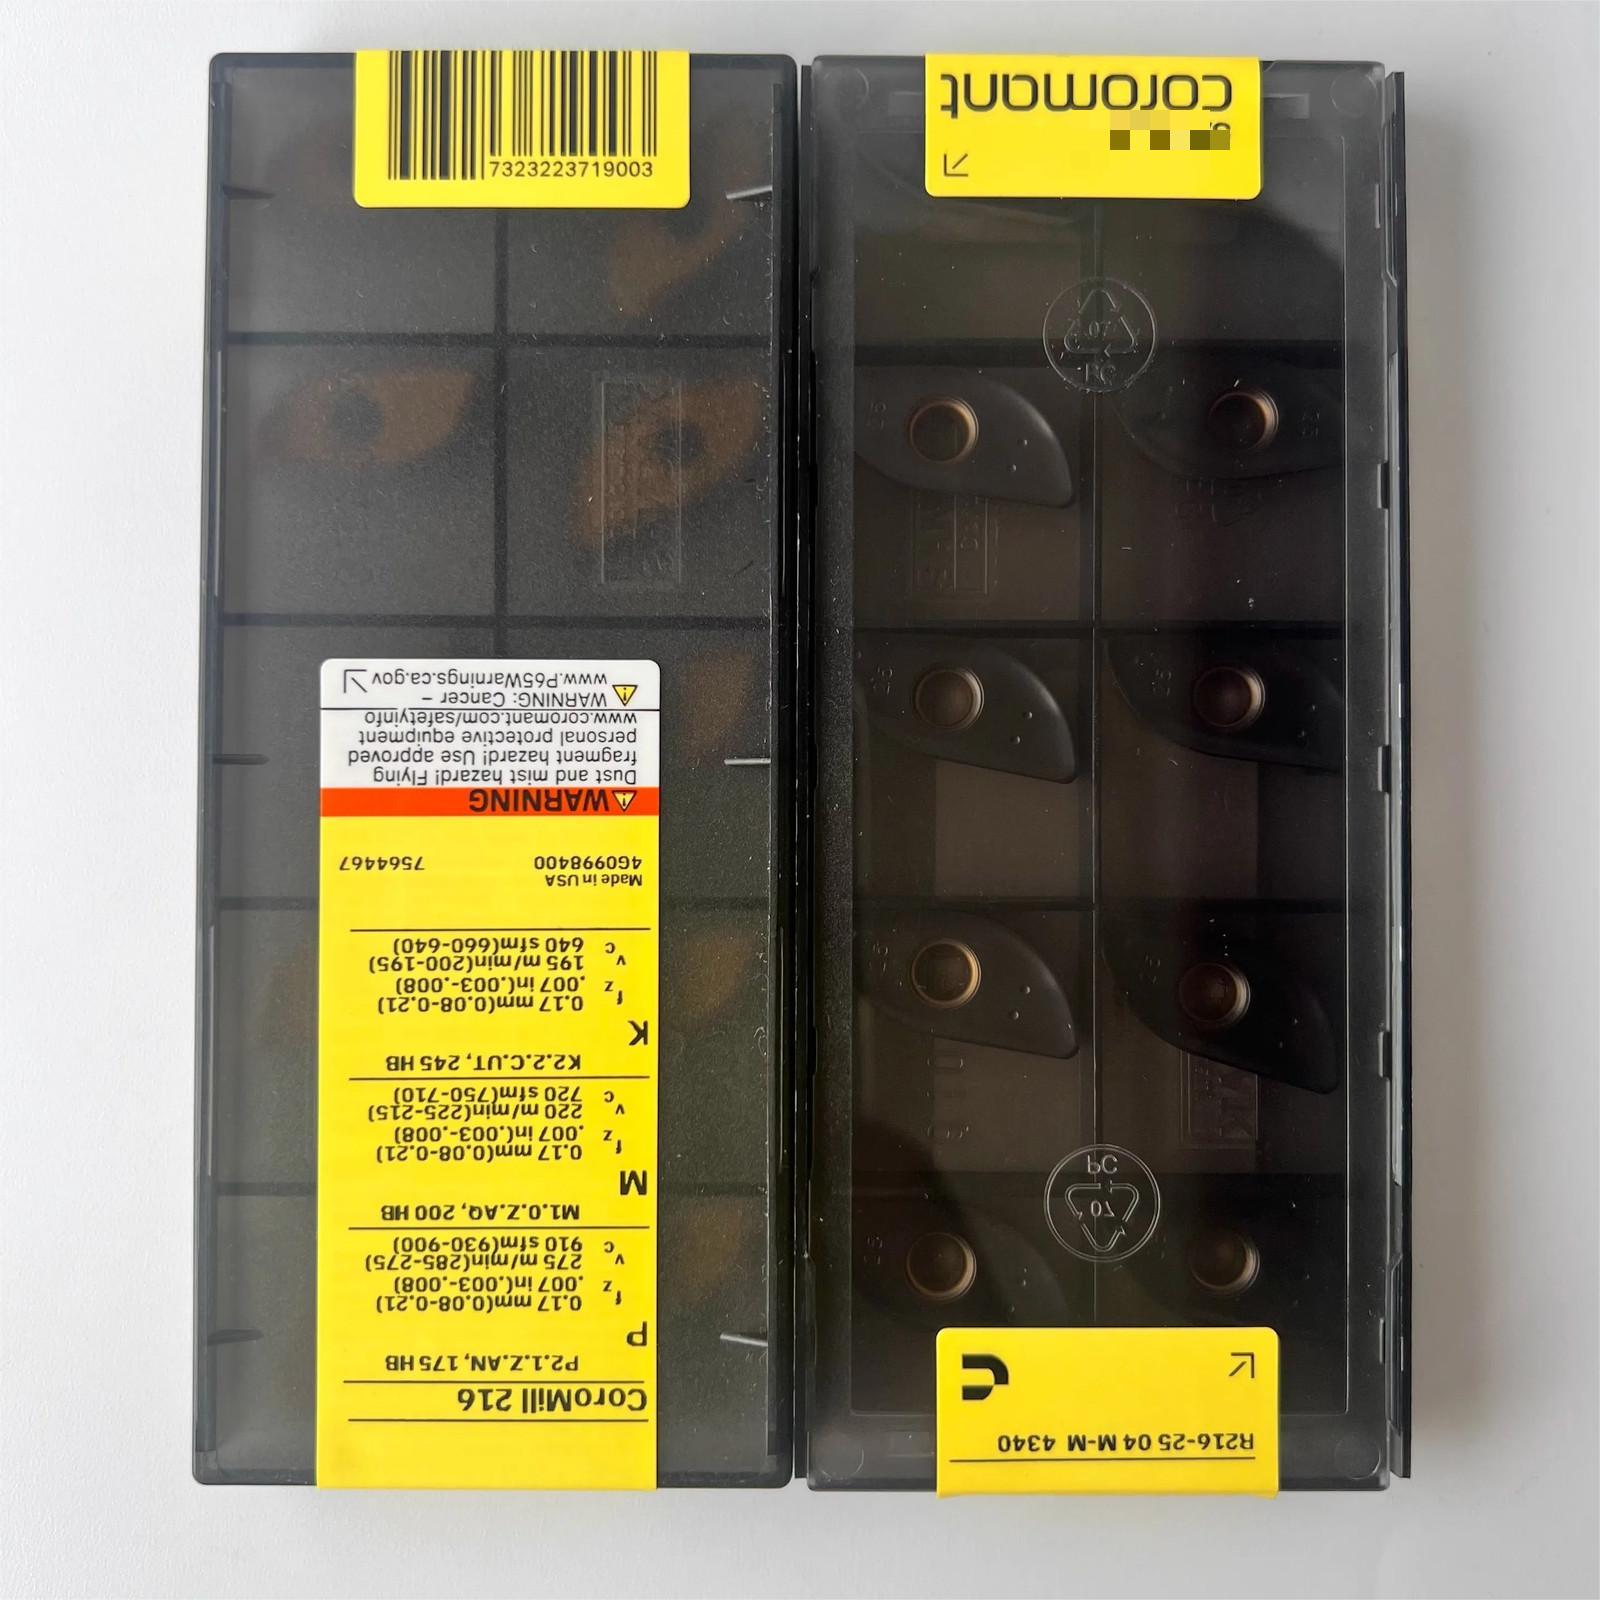 7323223719003
CoroMill 216
P2.1.Z.AN, 175 HB
P
fz 0.17 mm(0.08-0.21)
.007 in(.003-.008)
vc 275 m/min(285-275)
910 sfm(930-900)
M1.0.Z.AQ, 200 HB
M
fz 0.17 mm(0.08-0.21)
.007 in(.003-.008)
vc 220 m/min(225-215)
720 sfm(750-710)
K2.2.C.UT, 245 HB
K
fz 0.17 mm(0.08-0.21)
.007 in(.003-.008)
vc 195 m/min(200-195)
640 sfm(660-640)
Made in USA
4G0998400 7564467
WARNING
Dust and mist hazard! Flying
fragment hazard! Use approved
personal protective equipment
www.coromant.com/safetyinfo
WARNING: Cancer –
www.P65Warnings.ca.gov
R216-25 04 M-M 4340
07
PC
07
PC
coromant